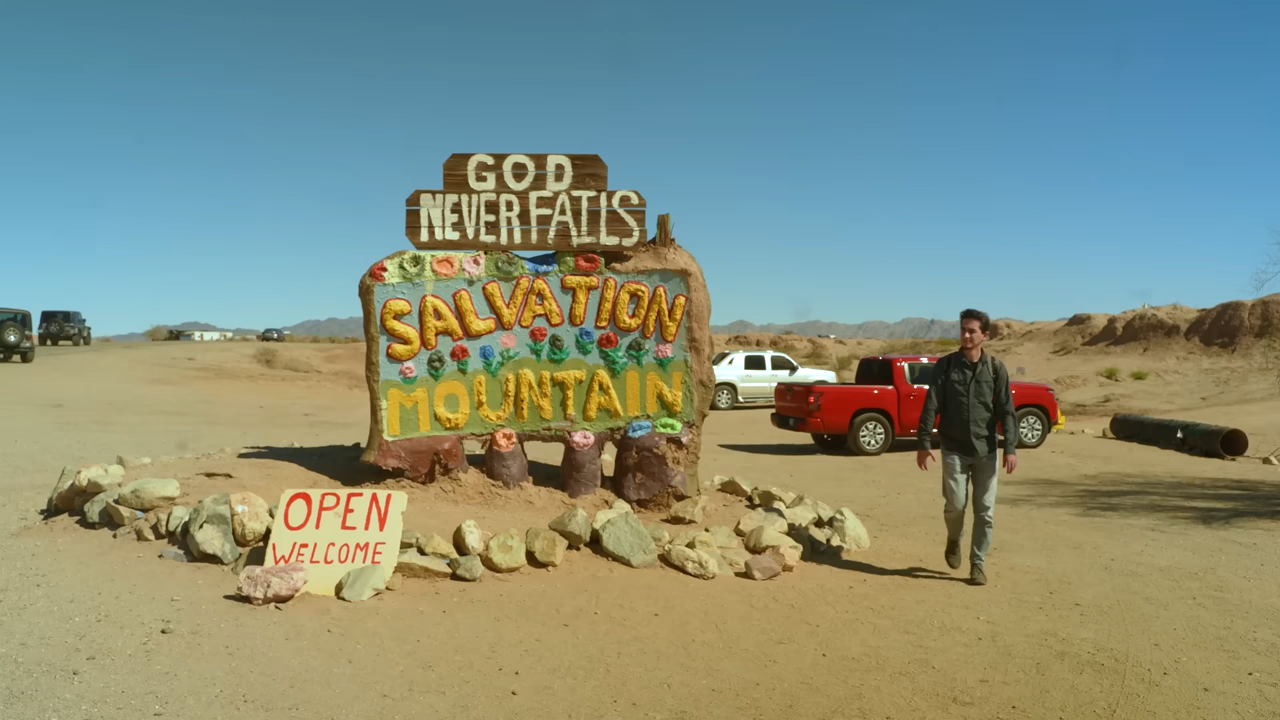 GOD
NEVER FAILS
SALVATION
MOUNTAIN
OPEN
WELCOME